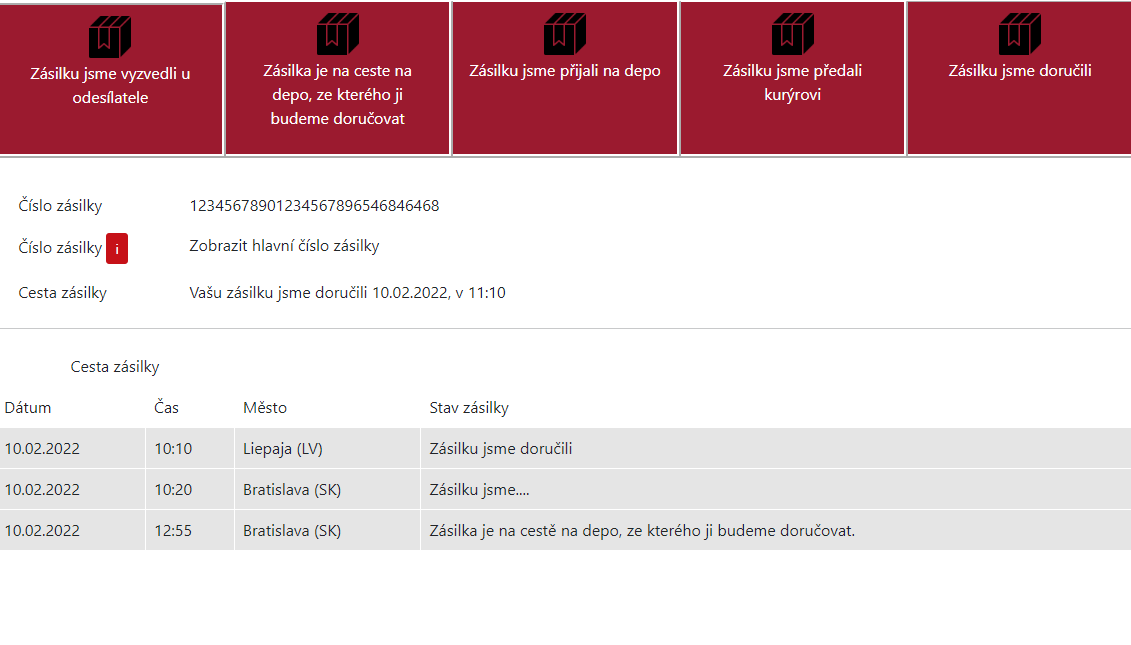 Zásilku jsme vyzvedli u
odesílatele
Zásilka je na ceste na
depo, ze kterého ji
budeme doručovat
Zásilku jsme přijali na depo
Zásilku jsme předali
kurýrovi
Zásilku jsme doručili
Číslo zásilky 12345678901234567896546846468
Číslo zásilky i Zobrazit hlavní číslo zásilky
Cesta zásilky Vašu zásilku jsme doručili 10.02.2022, v 11:10
Cesta zásilky
Dátum Čas Město Stav zásilky
10.02.2022 10:10 Liepaja (LV) Zásilku jsme doručili
10.02.2022 10:20 Bratislava (SK) Zásilku jsme....
10.02.2022 12:55 Bratislava (SK) Zásilka je na cestě na depo, ze kterého ji budeme doručovat.